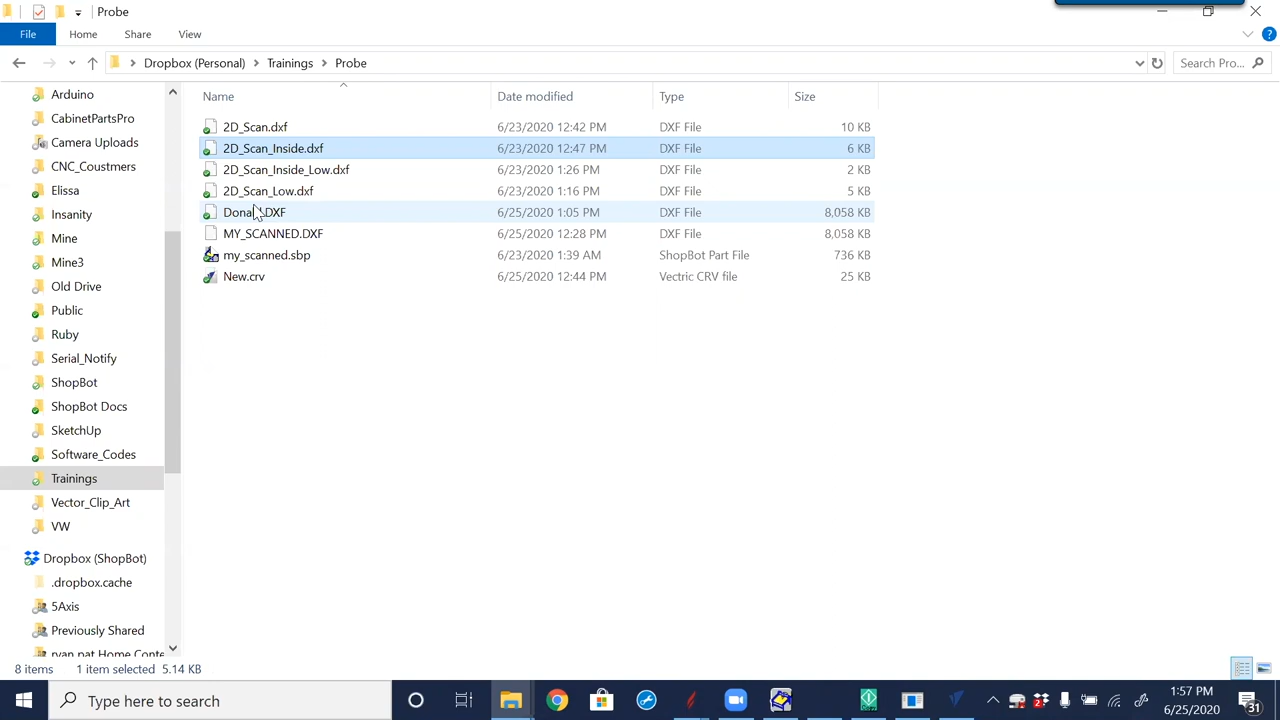 Probe
File Home Share View
Dropbox (Personal) Trainings Probe Search Pro...
Name Date modified Type Size
2D_Scan.dxf 6/23/2020 12:42 PM DXF File 10 KB
2D_Scan_Inside.dxf 6/23/2020 12:47 PM DXF File 6 KB
2D_Scan_Inside_Low.dxf 6/23/2020 1:26 PM DXF File 2 KB
2D_Scan_Low.dxf 6/23/2020 1:16 PM DXF File 5 KB
6/25/2020 1:05 PM DXF File 8,058 KB
MY_SCANNED.DXF 6/25/2020 12:28 PM DXF File 8,058 KB
my_scanned.sbp 6/23/2020 1:39 AM ShopBot Part File 736 KB
New.crv 6/25/2020 12:44 PM Vectric CRV file 25 KB
Arduino
CabinetPartsPro
Camera Uploads
CNC_Coustmers
Elissa
Insanity
Mine
Mine3
Old Drive
Public
Ruby
Serial_Notify
ShopBot
ShopBot Docs
SketchUp
Software_Codes
Trainings
Vector_Clip_Art
VW
Dropbox (ShopBot)
.dropbox.cache
5Axis
Previously Shared
ryan pat Home Cente
8 items 1 item selected 5.14 KB
Type here to search
1:57 PM
6/25/2020
31